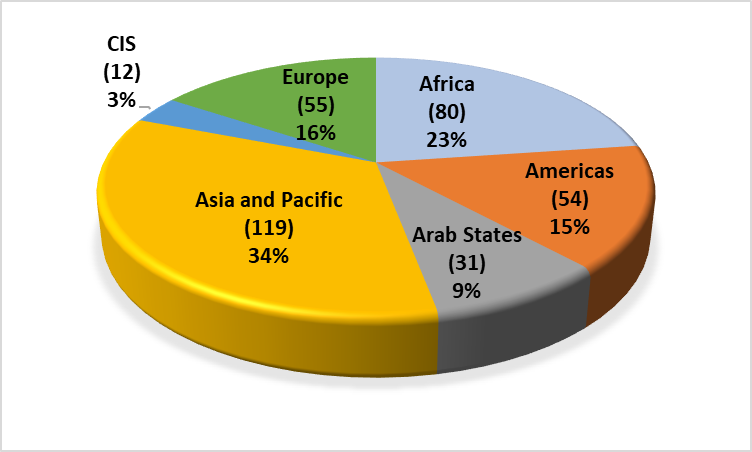 CIS
(12)
3%
Europe
(55)
16%
Africa
(80)
23%
Americas
(54)
15%
Arab States
(31)
9%
Asia and Pacific
(119)
34%